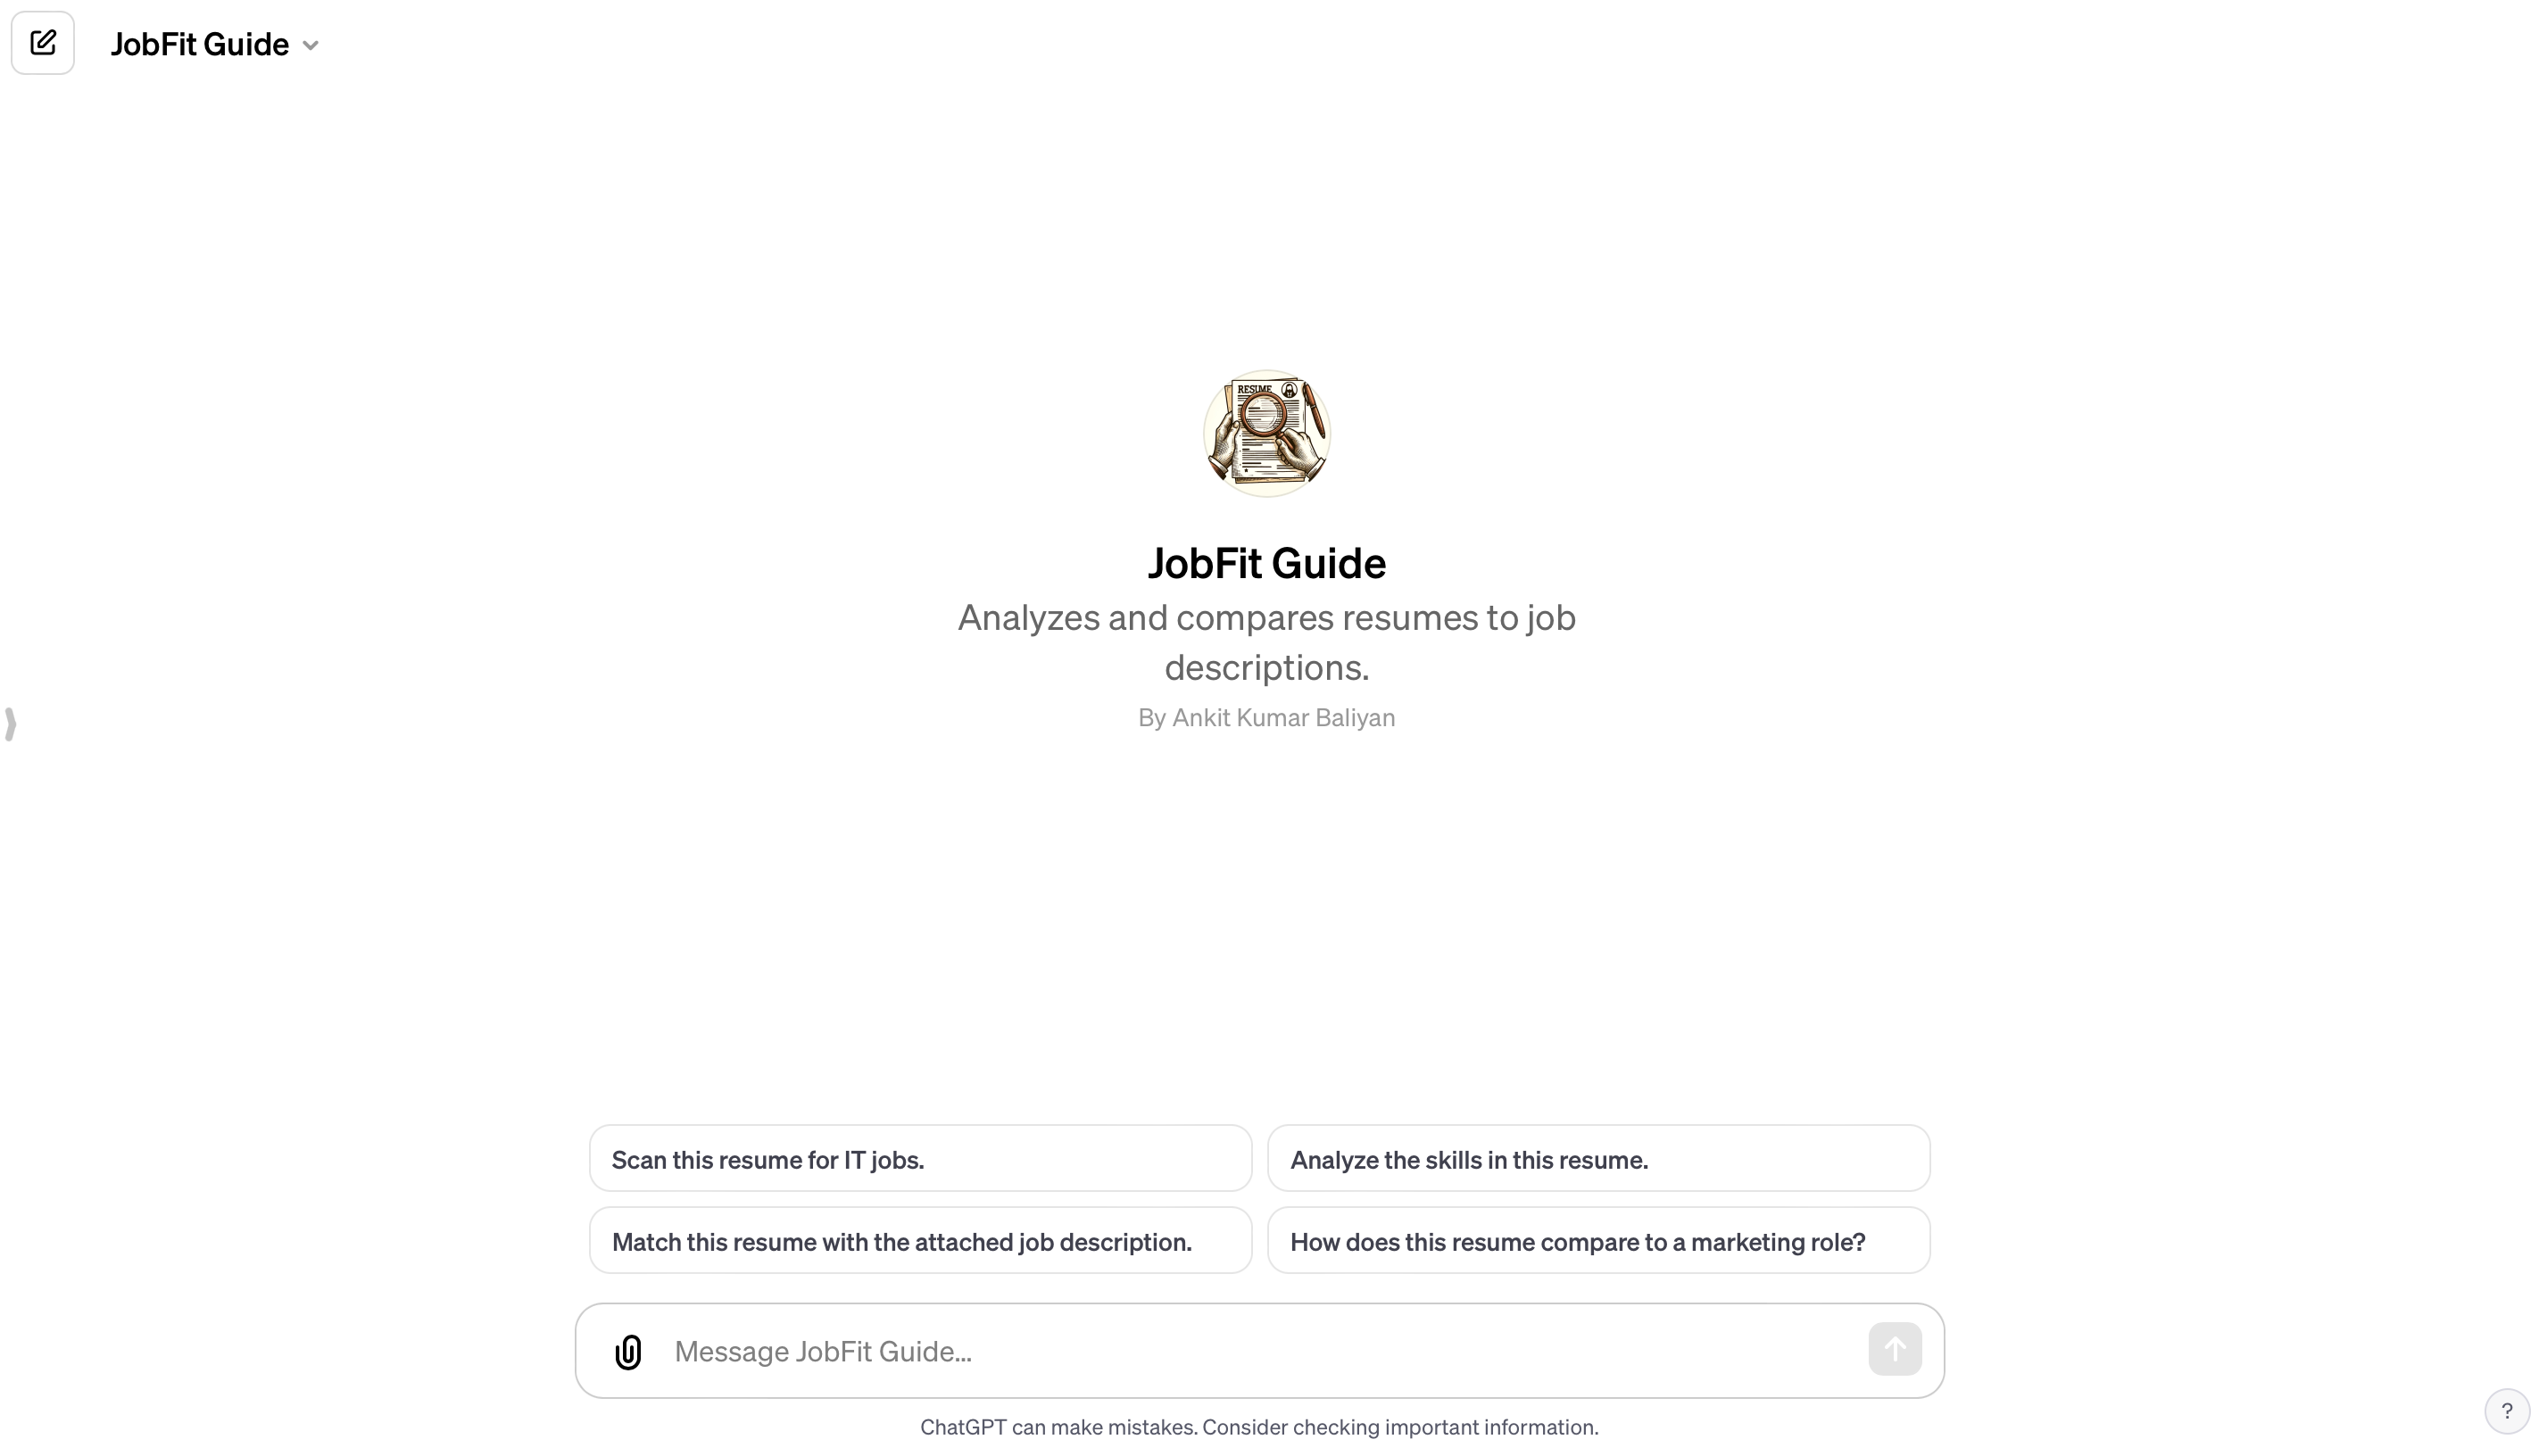 JobFit Guide
RESUME
JobFit Guide
Analyzes and compares resumes to job
descriptions.
By Ankit Kumar Baliyan
Scan this resume for IT jobs.
Analyze the skills in this resume.
Match this resume with the attached job description.
How does this resume compare to a marketing role?
Message JobFit Guide...
ChatGPT can make mistakes. Consider checking important information.
?